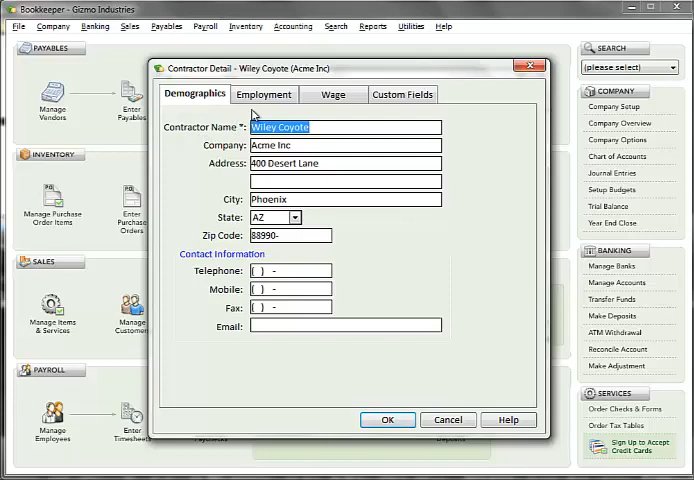 Bookkeeper - Gizmo Industries
File Company Banking Sales Payables Payroll Inventory Accounting Search Reports Utilities Help
PAYABLES
Manage Vendors
Enter Payables
INVENTORY
Manage Purchase Order Items
Enter Purchase Orders
SALES
Manage Items & Services
Manage Customer
PAYROLL
Manage Employees
Enter Timesheets
Contractor Detail - Wiley Coyote (Acme Inc)
Demographics Employment Wage Custom Fields
Contractor Name *: Wiley Coyote
Company: Acme Inc
Address: 400 Desert Lane
City: Phoenix
State: AZ
Zip Code: 88990-
Contact Information
Telephone: ( ) -
Mobile: ( ) -
Fax: ( ) -
Email:
OK Cancel Help
SEARCH
(please select)
COMPANY
Company Setup
Company Overview
Company Options
Chart of Accounts
Journal Entries
Setup Budgets
Trial Balance
Year End Close
BANKING
Manage Banks
Manage Accounts
Transfer Funds
Make Deposits
ATM Withdrawal
Reconcile Account
Make Adjustment
SERVICES
Order Checks & Forms
Order Tax Tables
Sign Up to Accept
Credit Cards